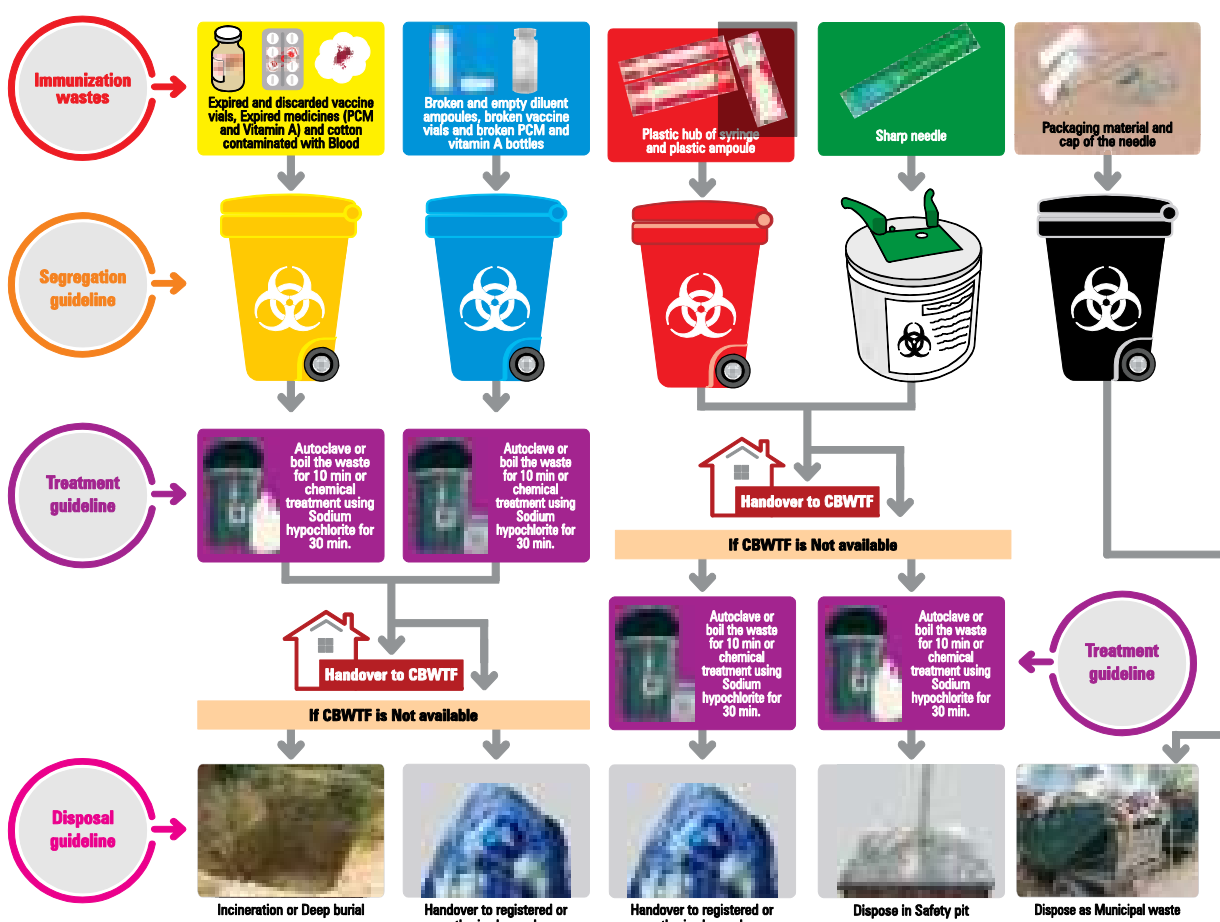 Immunization
wastes
Expired and discarded vaccine
vials, Expired medicines (PCM
and Vitamin A) and cotton
contaminated with Blood
Broken and empty diluent
ampoules, broken vaccine
vials and broken PCM and
vitamin A bottles
Plastic hub of syringe
and plastic ampoule
Sharp needle
Packaging material and
cap of the needle
Segregation
guideline
Treatment
guideline
Autoclave or
boil the waste
for 10 min or
chemical
treatment using
Sodium
hypochlorite for
30 min.
Autoclave or
boil the waste
for 10 min or
chemical
treatment using
Sodium
hypochlorite for
30 min.
Handover to CBWTF
If CBWTF is Not available
Autoclave or
boil the waste
for 10 min or
chemical
treatment using
Sodium
hypochlorite for
30 min.
Autoclave or
boil the waste
for 10 min or
chemical
treatment using
Sodium
hypochlorite for
30 min.
Treatment
guideline
Handover to CBWTF
If CBWTF is Not available
Disposal
guideline
Incineration or Deep burial
Handover to registered or
Handover to registered or
Dispose in Safety pit
Dispose as Municipal waste